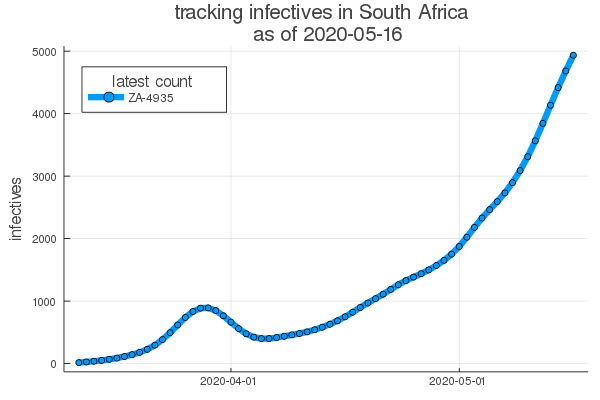 tracking infectives in South Africa
as of 2020-05-16
5000
4000
3000
2000
1000
0
infectives
latest count
ZA-4935
2020-04-01
2020-05-01